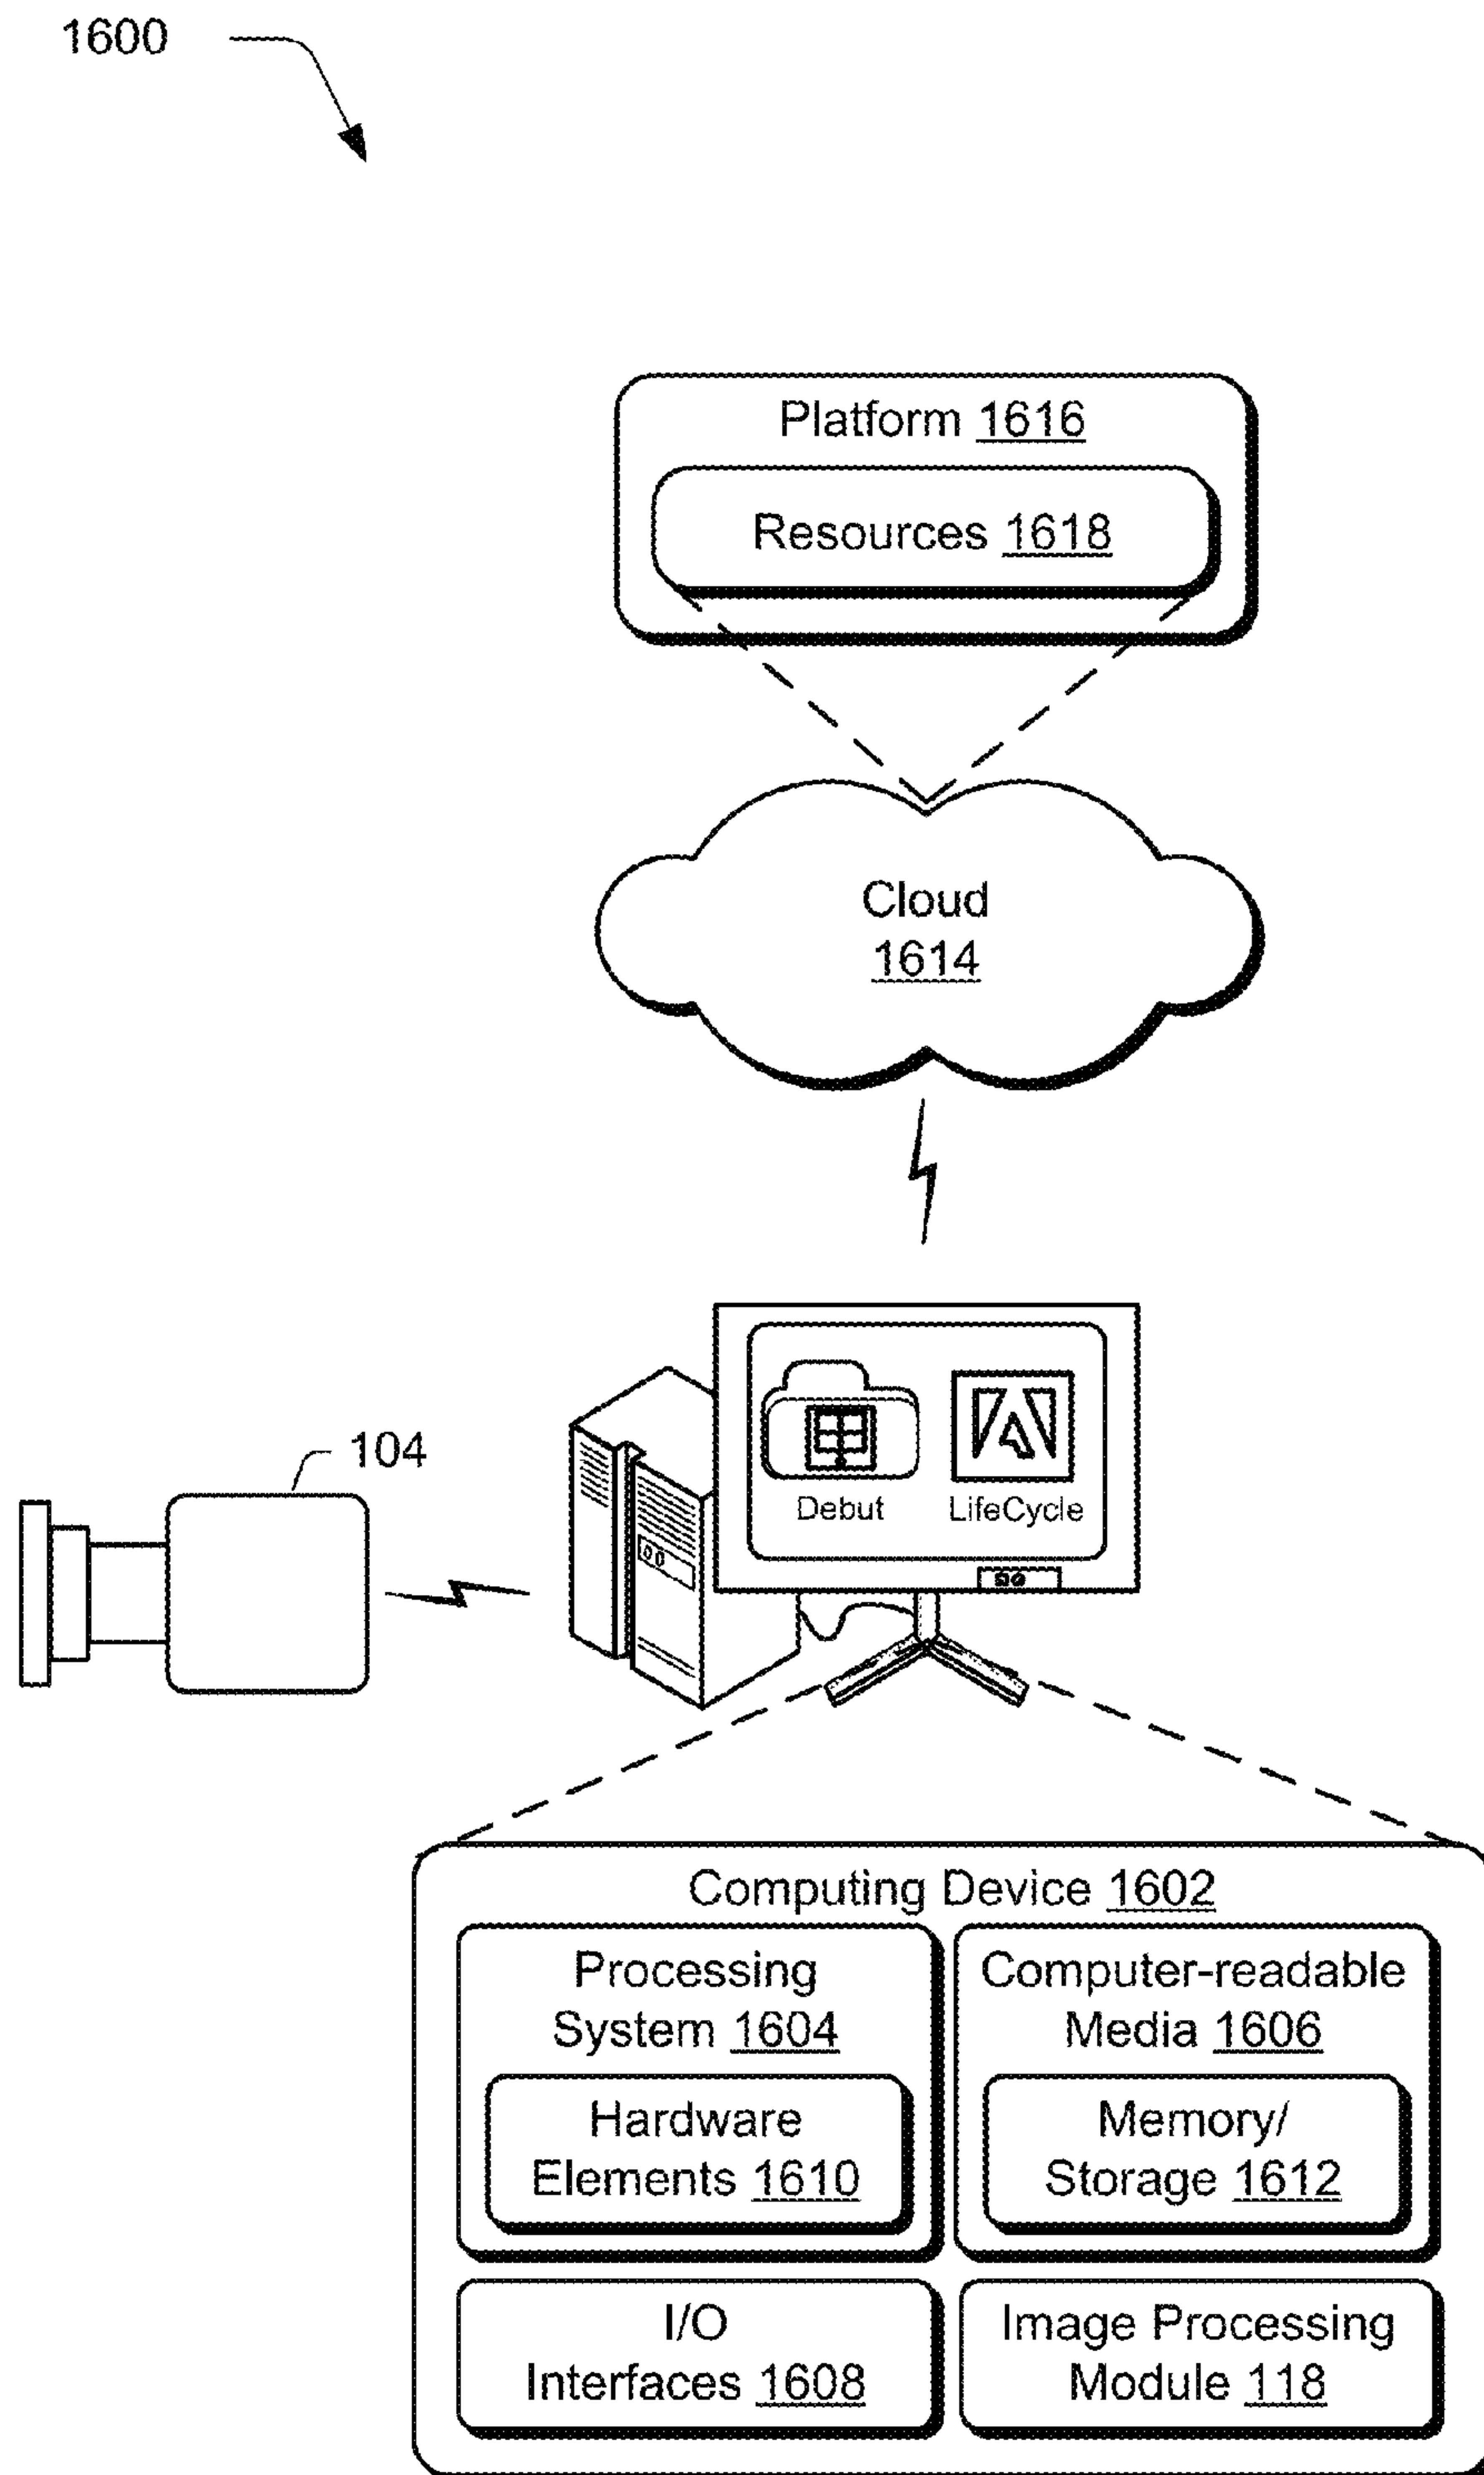 1600
Platform 1616
Resources 1618
Cloud
1614
104
Debut
LifeCycle
Computing Device 1602
Processing
System 1604
Hardware
Elements 1610
Computer-readable
Media 1606
Memory/
Storage 1612
I/O
Interfaces 1608
Image Processing
Module 118